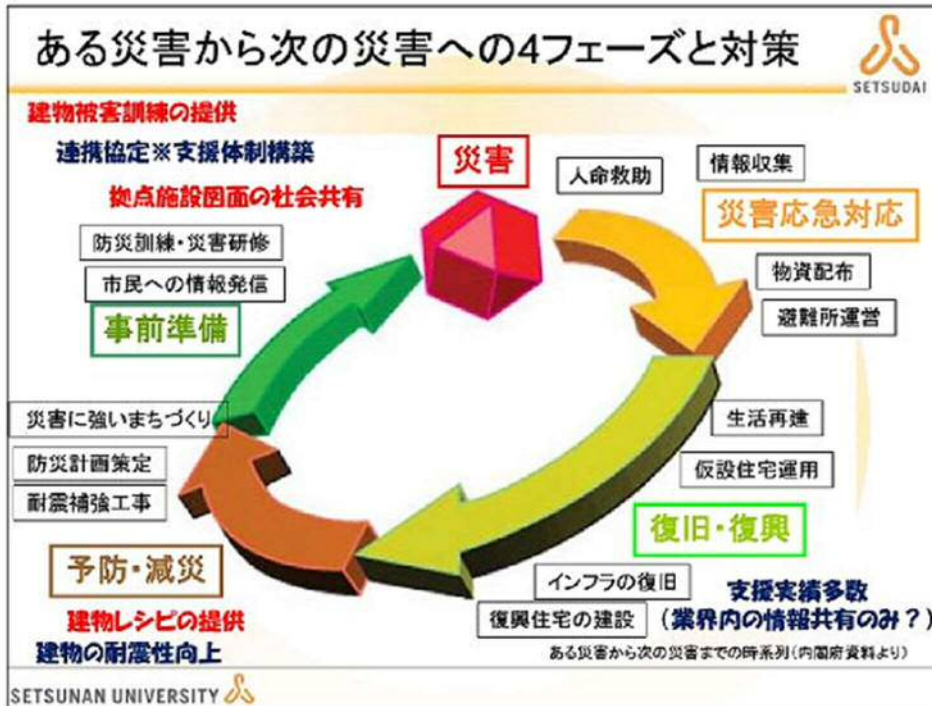 ある災害から次の災害への4フェーズと対策
SETSUDAI
建物被害訓練の提供
連携協定※支援体制構築
拠点施設図面の社会共有
防災訓練・災害研修
市民への情報発信
事前準備
災害
人命救助
情報収集
災害応急対応
物資配布
避難所運営
生活再建
仮設住宅運用
復旧・復興
インフラの復旧
復興住宅の建設
支援実績多数
(業界内の情報共有のみ?)
災害に強いまちづくり
防災計画策定
耐震補強工事
予防・減災
建物レシピの提供
建物の耐震性向上
ある災害から次の災害までの時系列(内閣府資料より)
SETSUNAN UNIVERSITY